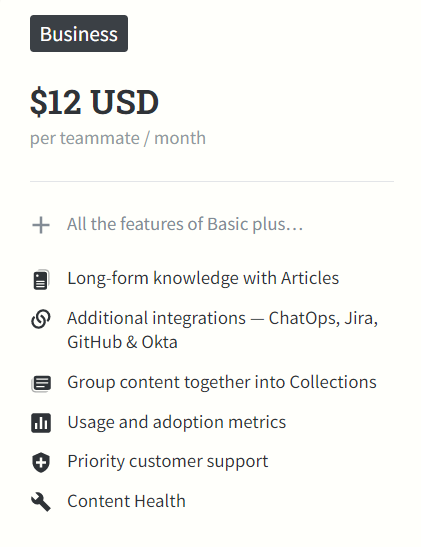 Business
$12 USD
per teammate / month
All the features of Basic plus…
Long-form knowledge with Articles
Additional integrations — ChatOps, Jira,
GitHub & Okta
Group content together into Collections
Usage and adoption metrics
Priority customer support
Content Health